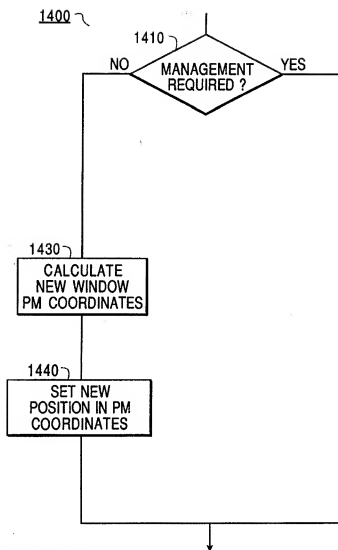 1400
1410
NO
MANAGEMENT
REQUIRED ?
YES
1430
CALCULATE
NEW WINDOW
PM COORDINATES
1440
SET NEW
POSITION IN PM
COORDINATES